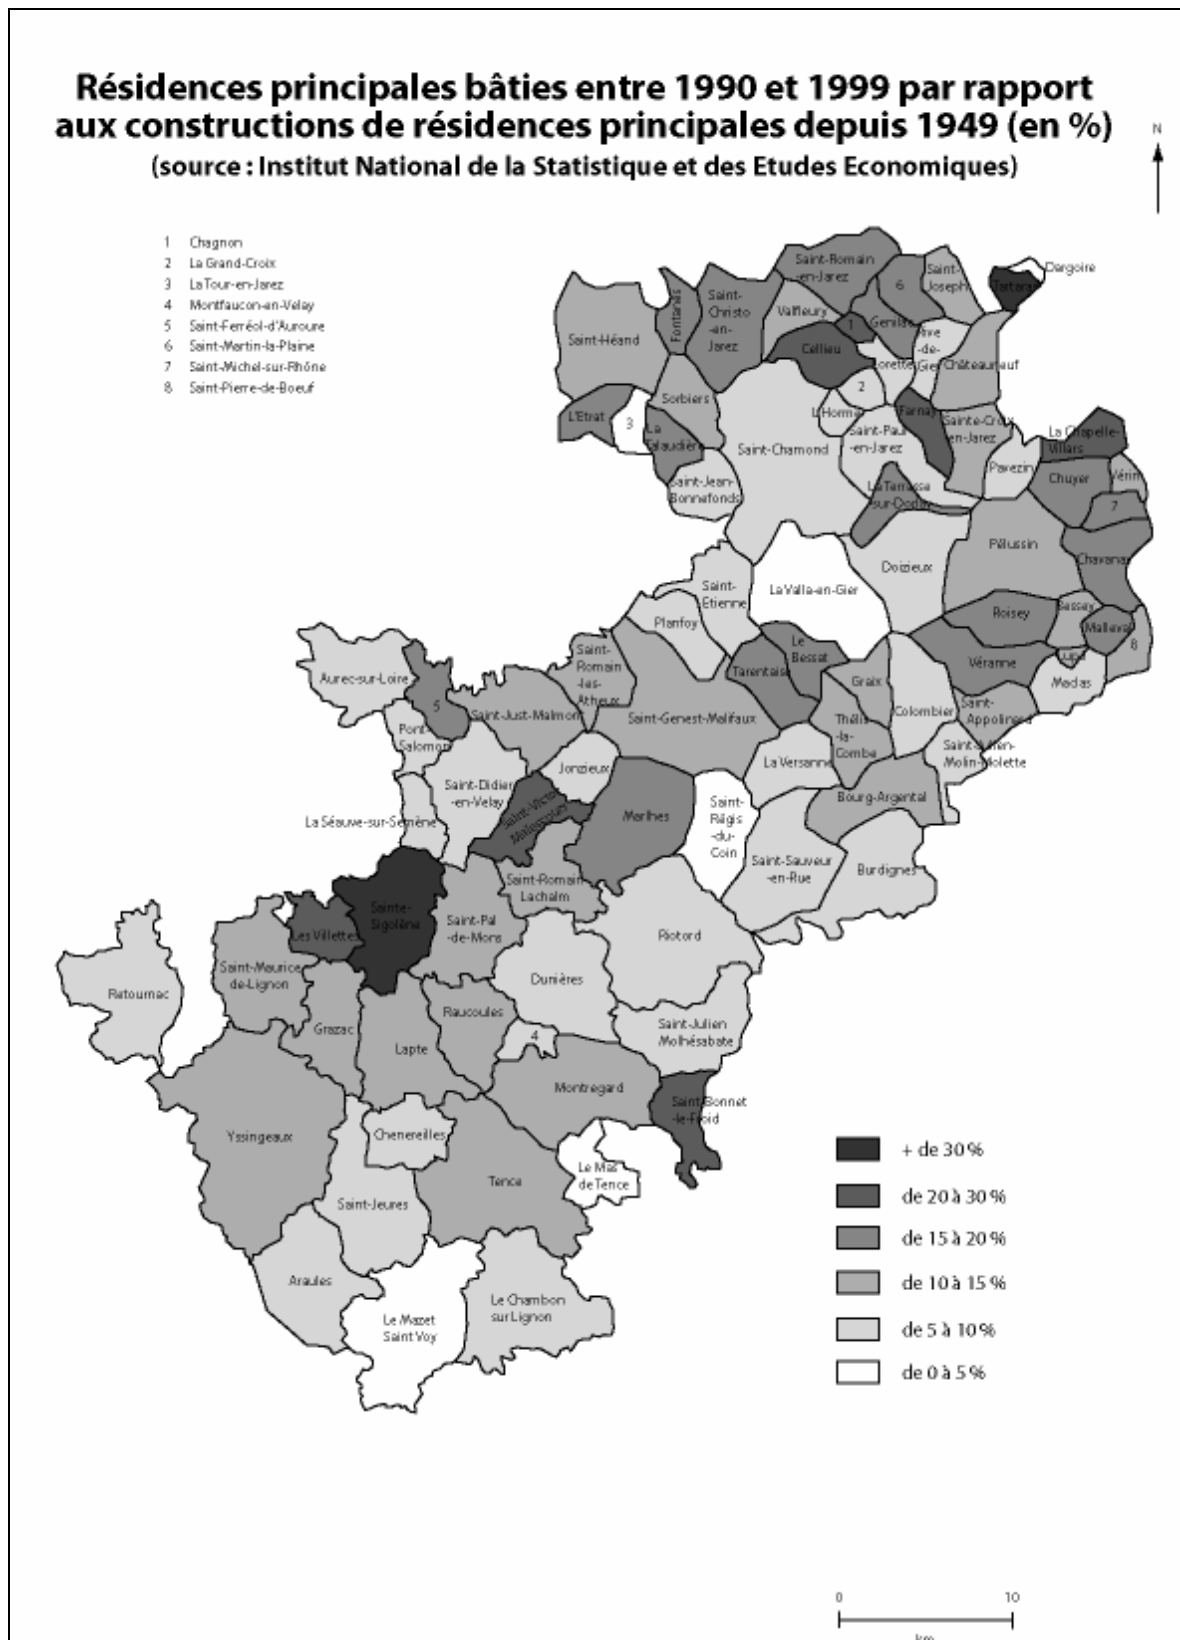 Résidences principales bâties entre 1990 et 1999 par rapport
aux constructions de résidences principales depuis 1949 (en %)
(source : Institut National de la Statistique et des Etudes Economiques)
N
1 Chagnon
2 La Grand-Croix
3 La Tour-en-Jarez
4 Montfaucon-en-Velay
5 Saint-Ferréol-d'Auroure
6 Saint-Martin-la-Plaine
7 Saint-Michel-sur-Rhône
8 Saint-Pierre-de-Boeuf
Saint-Romain
-en-Jarez
Saint-
Joseph
Dargoire
Tartaras
6
Fontanès
Saint-
Christo
-en-
Jarez
Valfleury
1
Genilac
Rive
-de-
Gier
Saint-Héand
Cellieu
Lorette
Châteauneuf
2
Sorbiers
L'Etrat
3
La
Talaudière
L'Horme
Farnay
Saint-Chamond
Saint-Paul
-en-Jarez
Sainte-Croix
-en-Jarez
La Chapelle-
Villars
Pavezin
Chuyer
Vérin
Saint-Jean-
Bonnefonds
La Terrasse
-sur-Dorlay
7
Pélussin
Chavanay
Doizieux
Saint-
Etienne
La Valla-en-Gier
Planfoy
Roisey
Bessey
Malleval
8
Le
Bessat
Saint-
Romain
-les-
Atheux
Tarentaise
Véranne
Lupé
Maclas
Graix
Aurec-sur-Loire
5
Saint-Just-Malmont
Saint-Genest-Malifaux
Colombier
Saint-
Appolinard
Thélis
-la-
Combe
Pont-
Salomon
Saint-Julien-
Molin-Molette
La Versanne
Jonzieux
Saint-Didier
-en-Velay
Bourg-Argental
Saint-Victor
Malescours
Marlhes
Saint-
Régis
-du-
Coin
La Séauve-sur-Semène
Saint-Sauveur
-en-Rue
Burdignes
Saint-Romain
Lachalm
Sainte-
Sigolène
Saint-Pal
-de-Mons
Les Villettes
Riotord
Saint-Maurice
de-Lignon
Dunières
Retournac
Raucoules
Saint-Julien
Molhésabate
Grazac
4
Lapte
Montregard
Saint-Bonnet
-le-Froid
Yssingeaux
Chenereilles
+ de 30 %
Le Mas
de Tence
Tence
de 20 à 30 %
Saint-Jeures
de 15 à 20 %
Araules
de 10 à 15 %
Le Chambon
sur Lignon
Le Mazet
Saint Voy
de 5 à 10 %
de 0 à 5 %
0 10
km